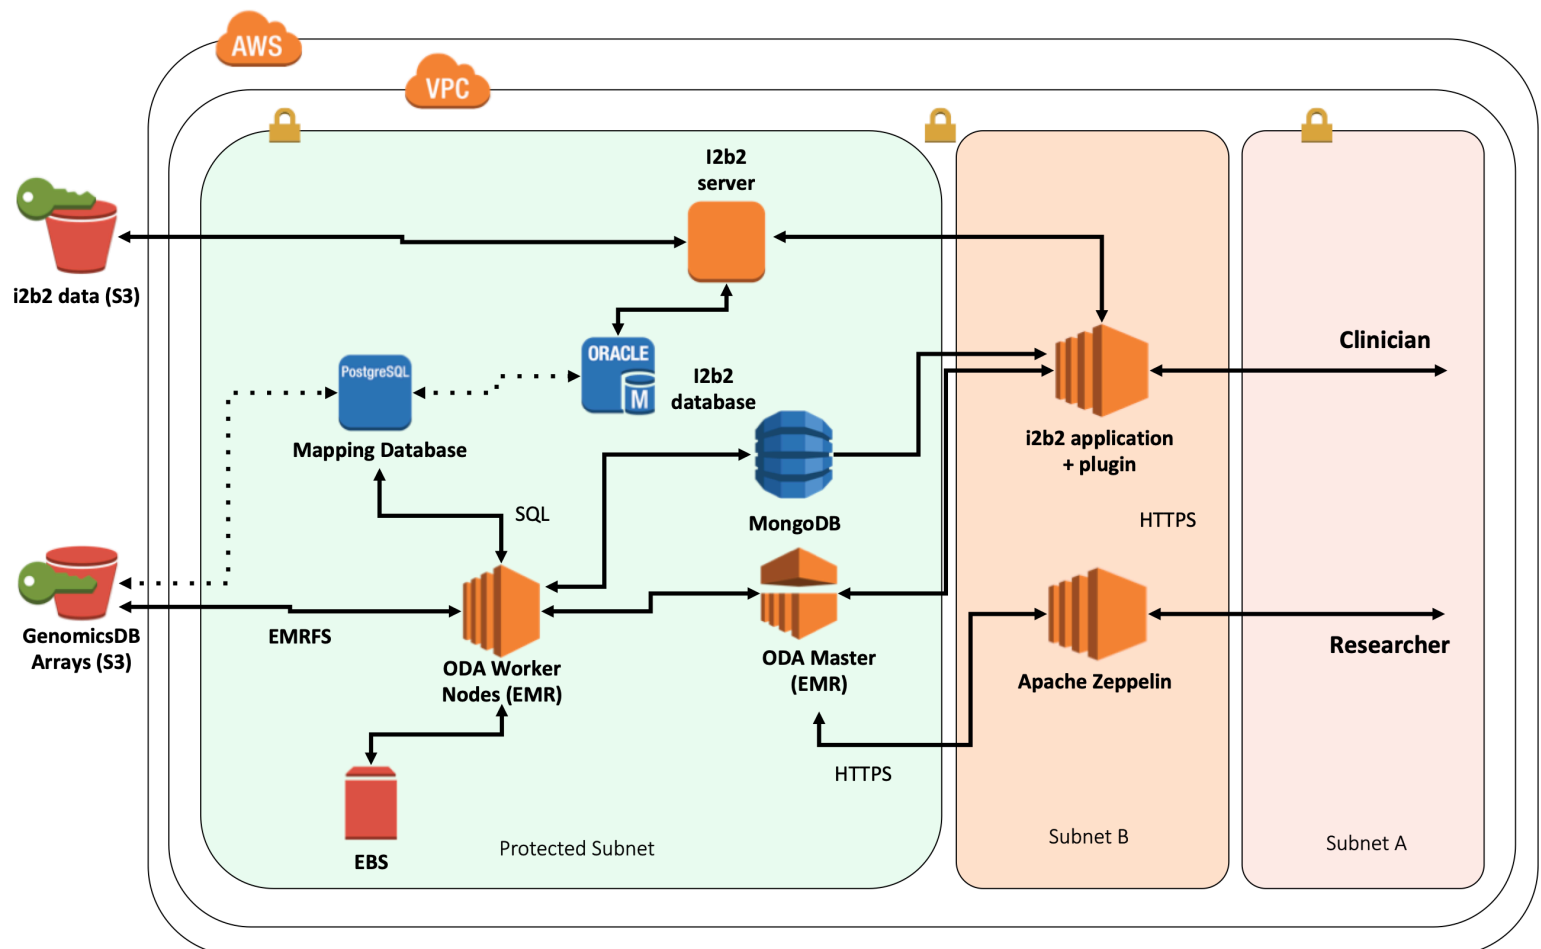 AWS
VPC
I2b2
server
i2b2 data (S3)
ORACLE
M
I2b2
database
PostgreSQL
Mapping Database
Clinician
i2b2 application
+ plugin
SQL
MongoDB
HTTPS
GenomicsDB
Arrays (S3)
EMRFS
ODA Worker
Nodes (EMR)
ODA Master
(EMR)
Apache Zeppelin
Researcher
HTTPS
EBS
Protected Subnet
Subnet B
Subnet A